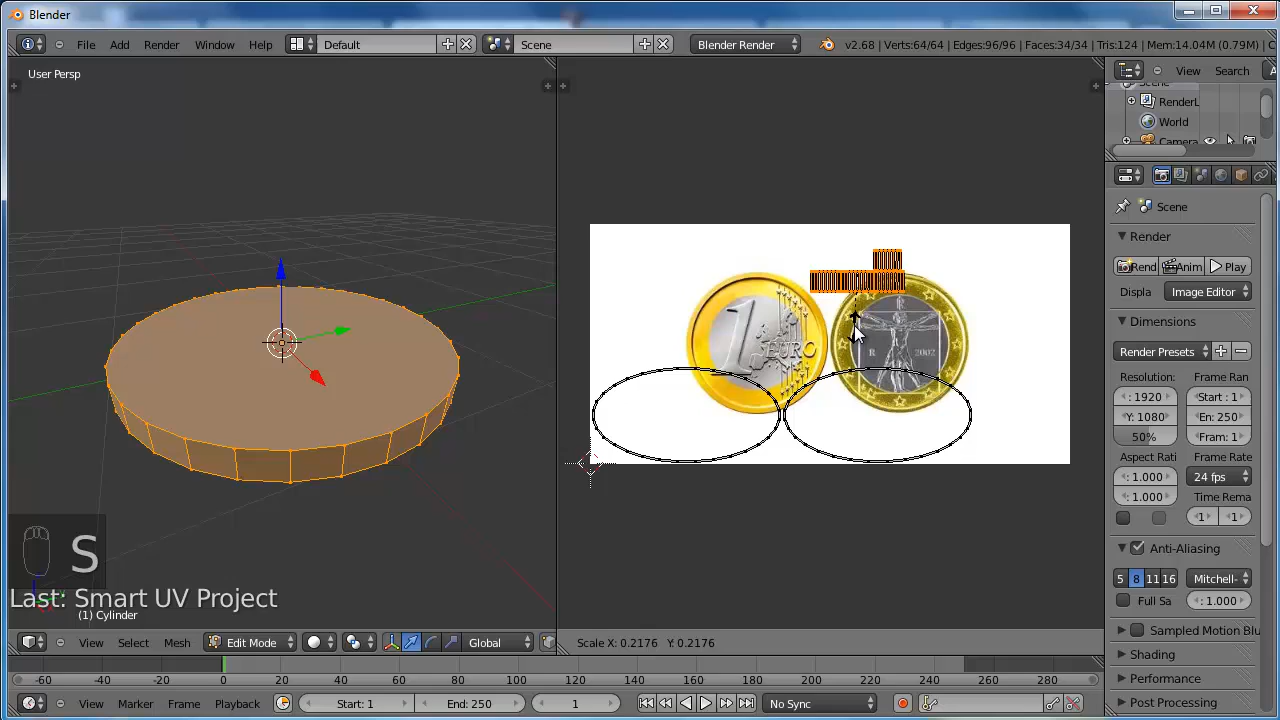 Blender
File Add Render Window Help Default Scene Blender Render v2.68 | Verts:64/64 | Edges:96/96 | Faces:34/34 | Tris:124 | Mem:14.04M (0.79M) | C
User Persp
View Search A
Scene
RenderL
World
Camera
Scene
Render
Rend Anim Play
Displa Image Editor
Dimensions
Render Presets
Resolution: Frame Ran
: 1920 Start : 1
Y: 1080 En: 250
50% Fram: 1
Aspect Rati Frame Rate
: 1.000 24 fps
: 1.000 Time Rema
1 1
Anti-Aliasing
5 8 11 16 Mitchell-
Full Sa : 1.000
Sampled Motion Blu
Shading
Performance
Post Processing
1 EURO
R
R 2002
S
Last: Smart UV Project
(1) Cylinder
View Select Mesh Edit Mode Global
Scale X: 0.2176 Y: 0.2176
-60 -40 -20 0 20 40 60 80 100 120 140 160 180 200 220 240 260 280
View Marker Frame Playback Start: 1 End: 250 1 No Sync